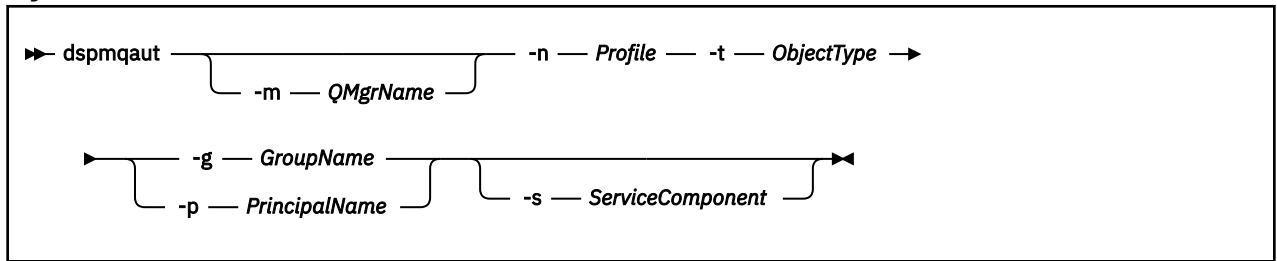 dspmqaut -n Profile -t ObjectType
-m QMgrName
-g GroupName
-p PrincipalName
-s ServiceComponent